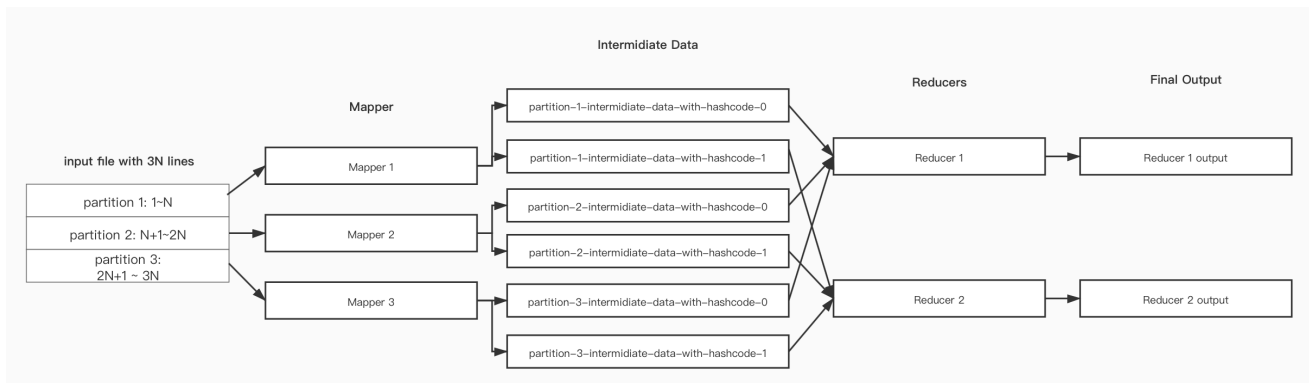 Intermidiate Data
Reducers
Final Output
Mapper
input file with 3N lines
partition 1: 1~N
partition 2: N+1~2N
partition 3:
2N+1 ~ 3N
Mapper 1
Mapper 2
Mapper 3
partition-1-intermidiate-data-with-hashcode-0
partition-1-intermidiate-data-with-hashcode-1
partition-2-intermidiate-data-with-hashcode-0
partition-2-intermidiate-data-with-hashcode-1
partition-3-intermidiate-data-with-hashcode-0
partition-3-intermidiate-data-with-hashcode-1
Reducer 1
Reducer 2
Reducer 1 output
Reducer 2 output